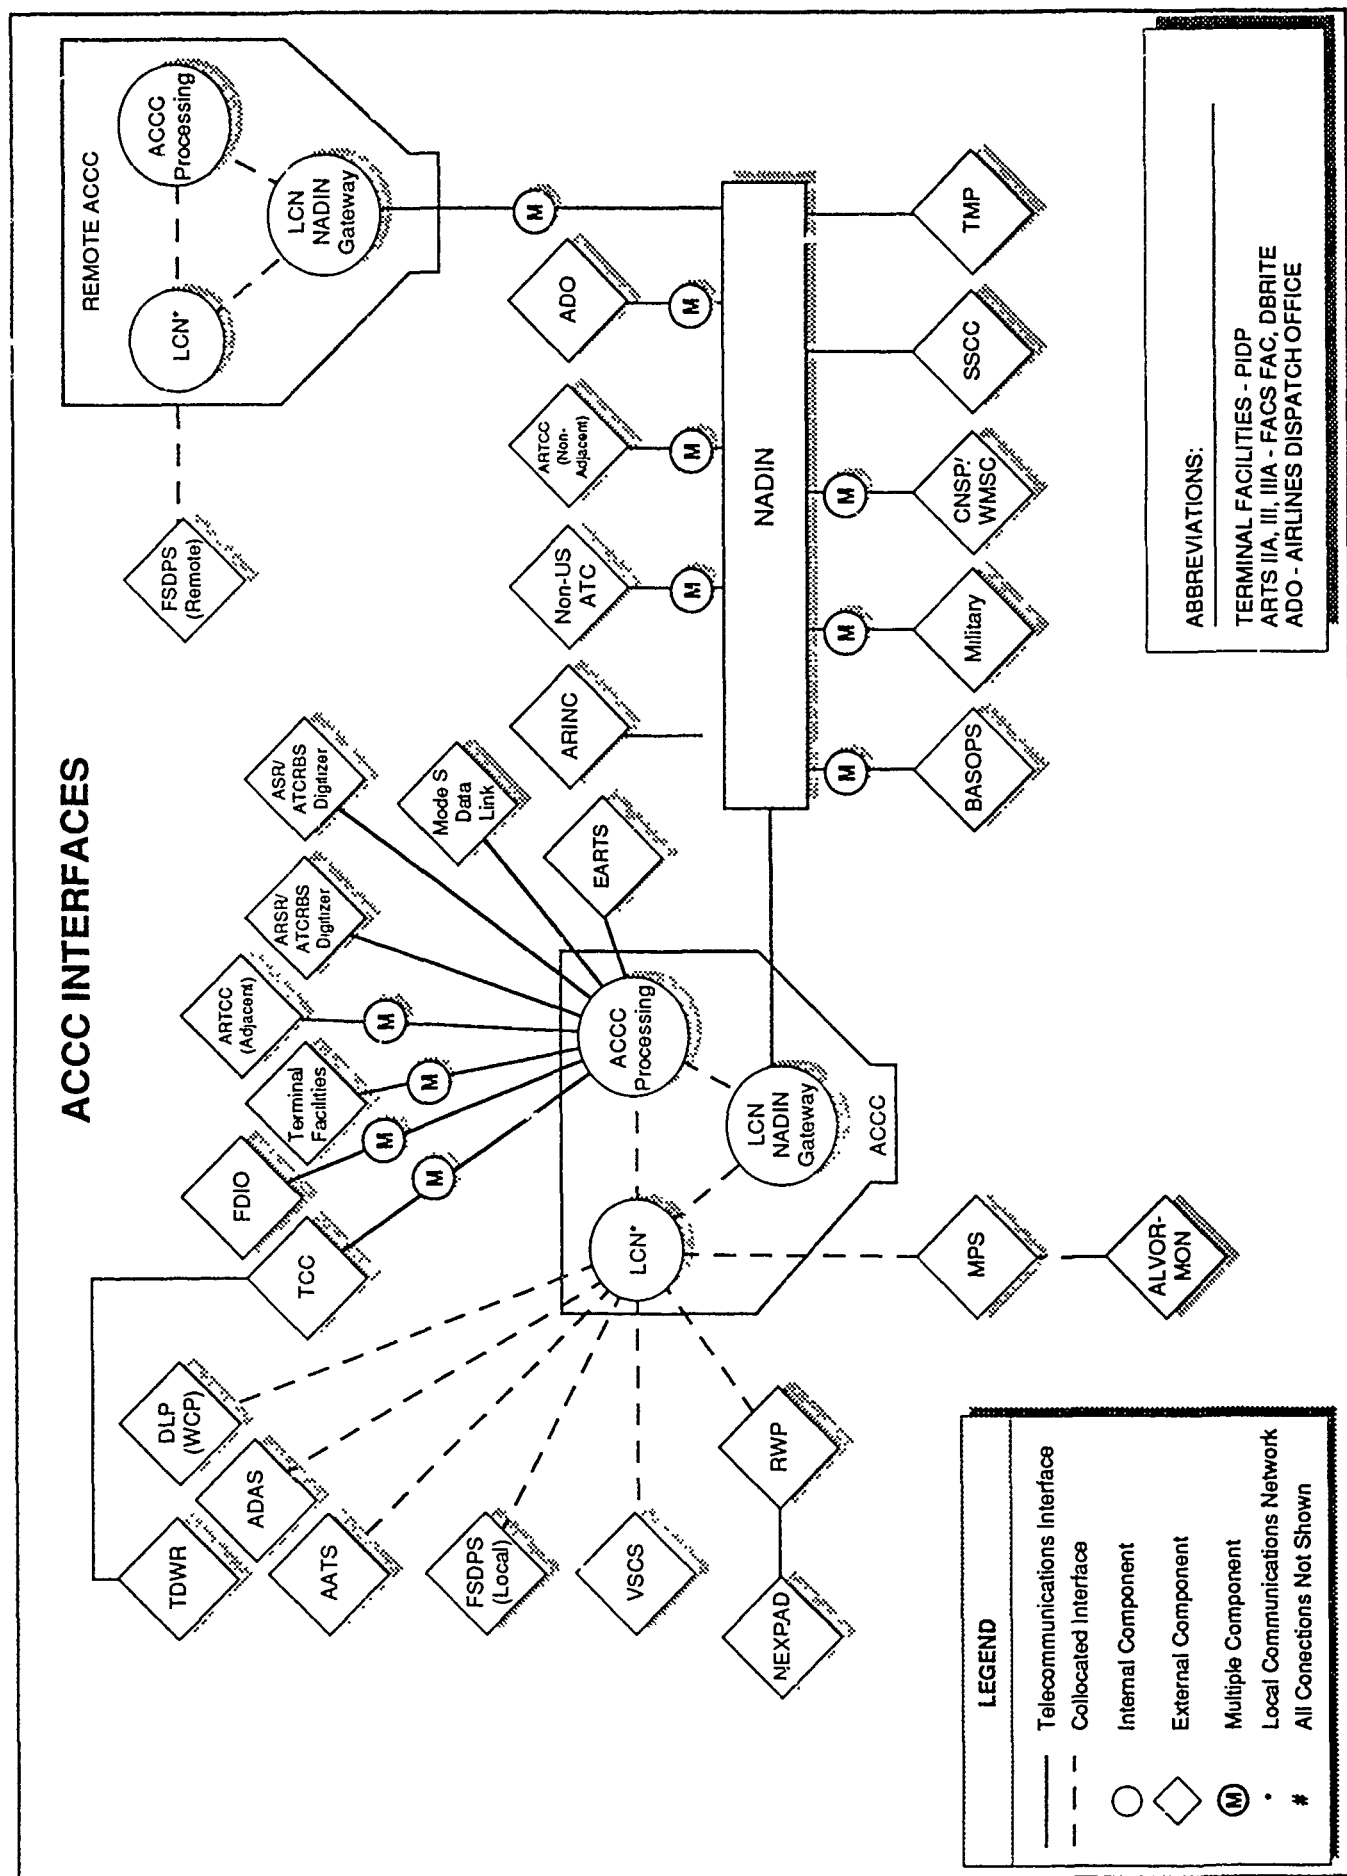 ACCC INTERFACES
TDWR
DLP
(WCP)
ADAS
AATS
FSDPS
(Local)
VSCS
NEXPAD
RWP
TCC
FDIO
Terminal
Facilities
ARTCC
(Adjacent)
ARSR/
ATCRBS
Digitizer
ASR/
ATCRBS
Digitizer
Mode S
Data
Link
EARTS
M
M
M
M
LCN*
ACCC
Processing
LCN
NADIN
Gateway
ACCC
MPS
ALVOR-
MON
FSDPS
(Remote)
REMOTE ACCC
LCN*
ACCC
Processing
LCN
NADIN
Gateway
M
ARINC
Non-US
ATC
ARTCC
(Non-
Adjacent)
ADO
M
M
M
NADIN
M
M
M
BASOPS
Military
CNSP/
WMSC
SSCC
TMP
LEGEND
Telecommunications Interface
Collocated Interface
Internal Component
External Component
M Multiple Component
* Local Communications Network
# All Conections Not Shown
ABBREVIATIONS:
TERMINAL FACILITIES - PIDP
ARTS IIA, III, IIIA - FACS FAC, DBRITE
ADO - AIRLINES DISPATCH OFFICE